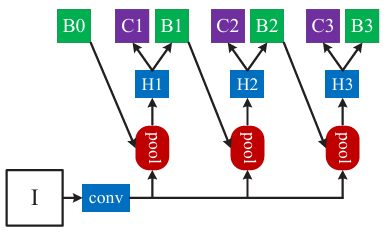 B0 C1 B1 C2 B2 C3 B3
H1 H2 H3
pool pool pool
I conv